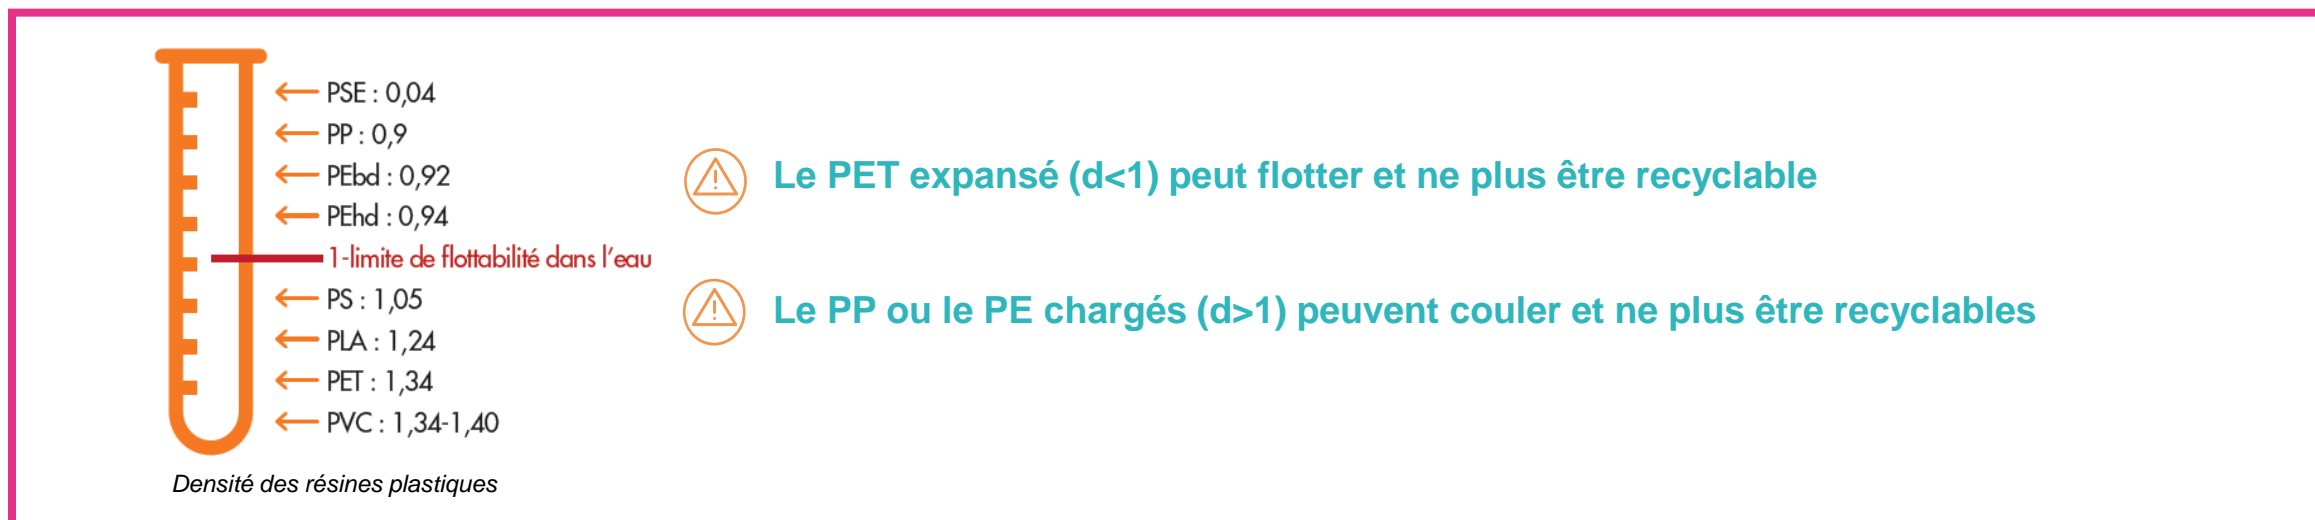 PSE : 0,04
PP : 0,9
PEbd : 0,92
PEhd : 0,94
1-limite de flottabilité dans l'eau
PS : 1,05
PLA : 1,24
PET : 1,34
PVC : 1,34-1,40
Densité des résines plastiques
Le PET expansé (d<1) peut flotter et ne plus être recyclable
Le PP ou le PE chargés (d>1) peuvent couler et ne plus être recyclables